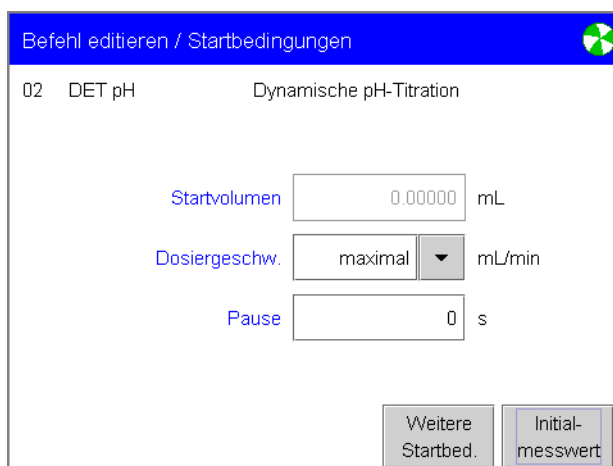 Befehl editieren / Startbedingungen
02 DET pH Dynamische pH-Titration
Startvolumen 0.00000 mL
Dosiergeschw. maximal mL/min
Pause 0 s
Weitere Startbed.
Initial-messwert